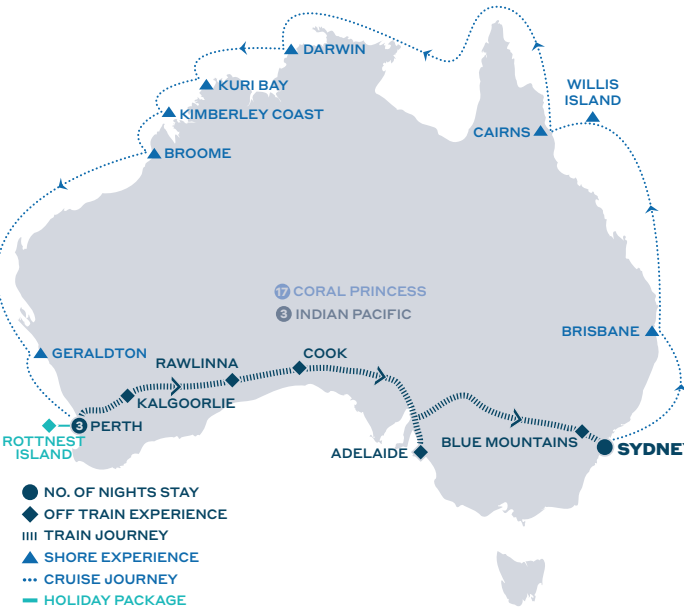 DARWIN
KURI BAY
WILLIS
ISLAND
KIMBERLEY COAST
CAIRNS
BROOME
17 CORAL PRINCESS
3 INDIAN PACIFIC
BRISBANE
GERALDTON
COOK
RAWLINNA
KALGOORLIE
3 PERTH
ROTTNEST
ISLAND
BLUE MOUNTAINS
SYDNE
ADELAIDE
NO. OF NIGHTS STAY
OFF TRAIN EXPERIENCE
TRAIN JOURNEY
SHORE EXPERIENCE
CRUISE JOURNEY
HOLIDAY PACKAGE